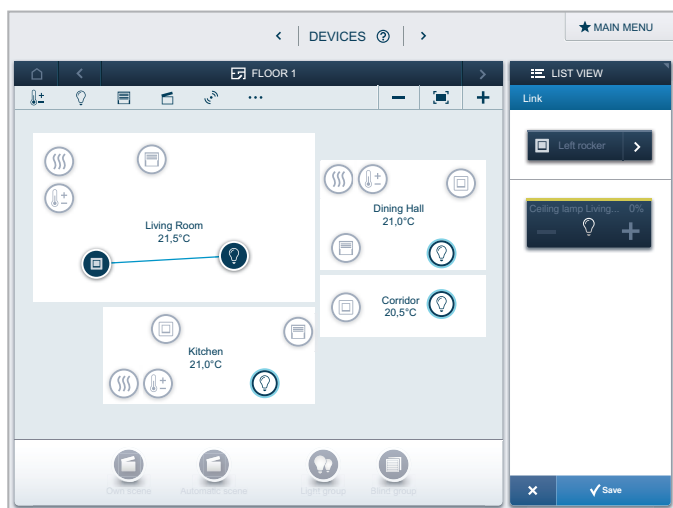 MAIN MENU
DEVICES
FLOOR 1
LIST VIEW
Link
Left rocker
Ceiling lamp Living... 0%
Living Room
21,5°C
Dining Hall
21,0°C
Corridor
20,5°C
Kitchen
21,0°C
Own scene
Automatic scene
Light group
Blind group
Save